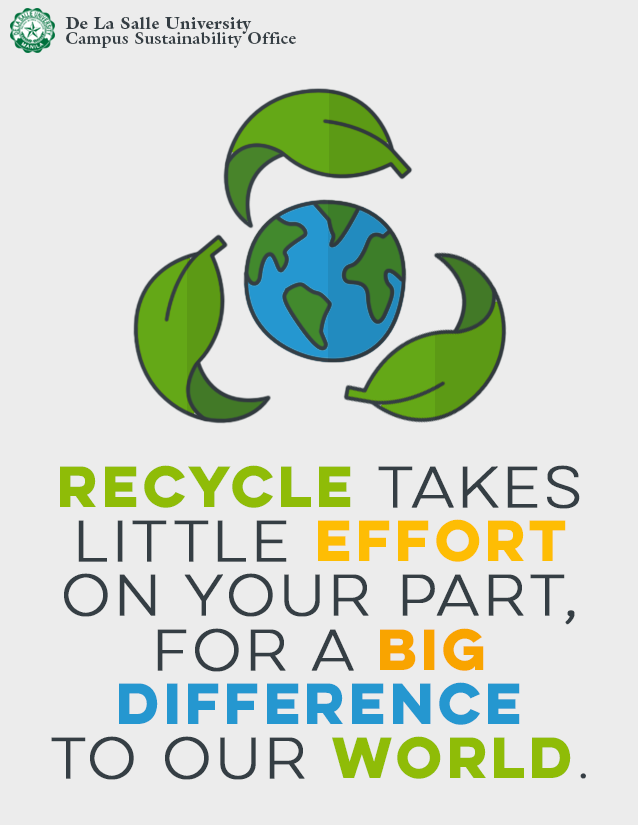 De La Salle University
Campus Sustainability Office
RECYCLE TAKES
LITTLE EFFORT
ON YOUR PART,
FOR A BIG
DIFFERENCE
TO OUR WORLD.